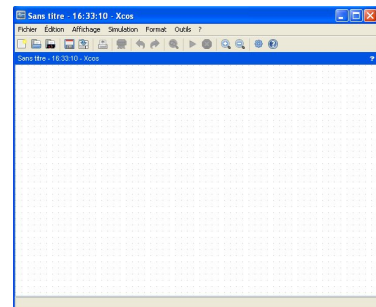 Sans titre - 16:33:10 - Xcos
Fichier Édition Affichage Simulation Format Outils ?
Sans titre - 16:33:10 - Xcos ?